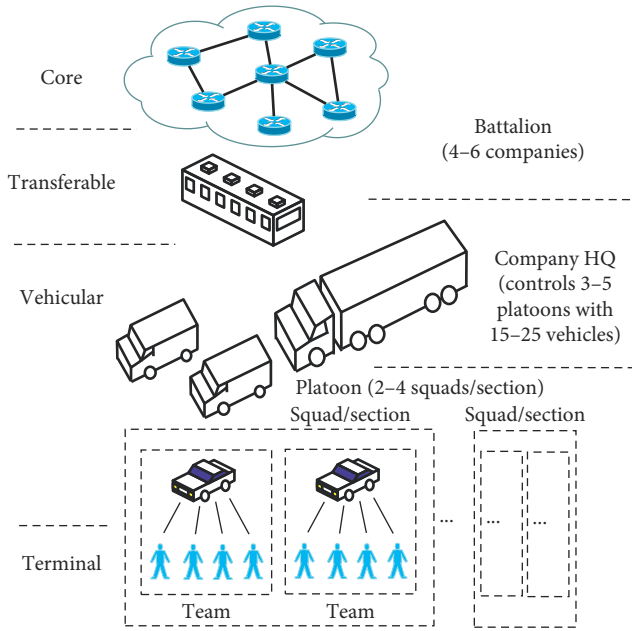 Core
Battalion
(4–6 companies)
Transferable
Company HQ
(controls 3–5
platoons with
15–25 vehicles)
Vehicular
Platoon (2–4 squads/section)
Squad/section
Squad/section
...
...
...
Terminal
Team
Team